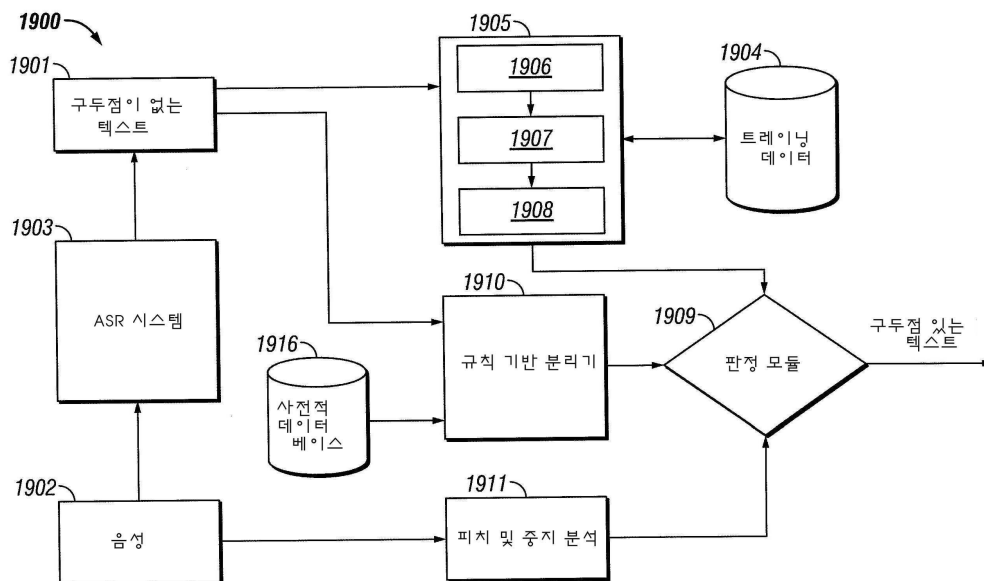 1900
1901
구두점이 없는
텍스트
1903
ASR 시스템
1902
음성
1905
1906
1907
1908
1904
트레이닝
데이터
1910
규칙 기반 분리기
1916
사전적
데이터
베이스
1911
피치 및 중지 분석
1909
판정 모듈
구두점 있는
텍스트